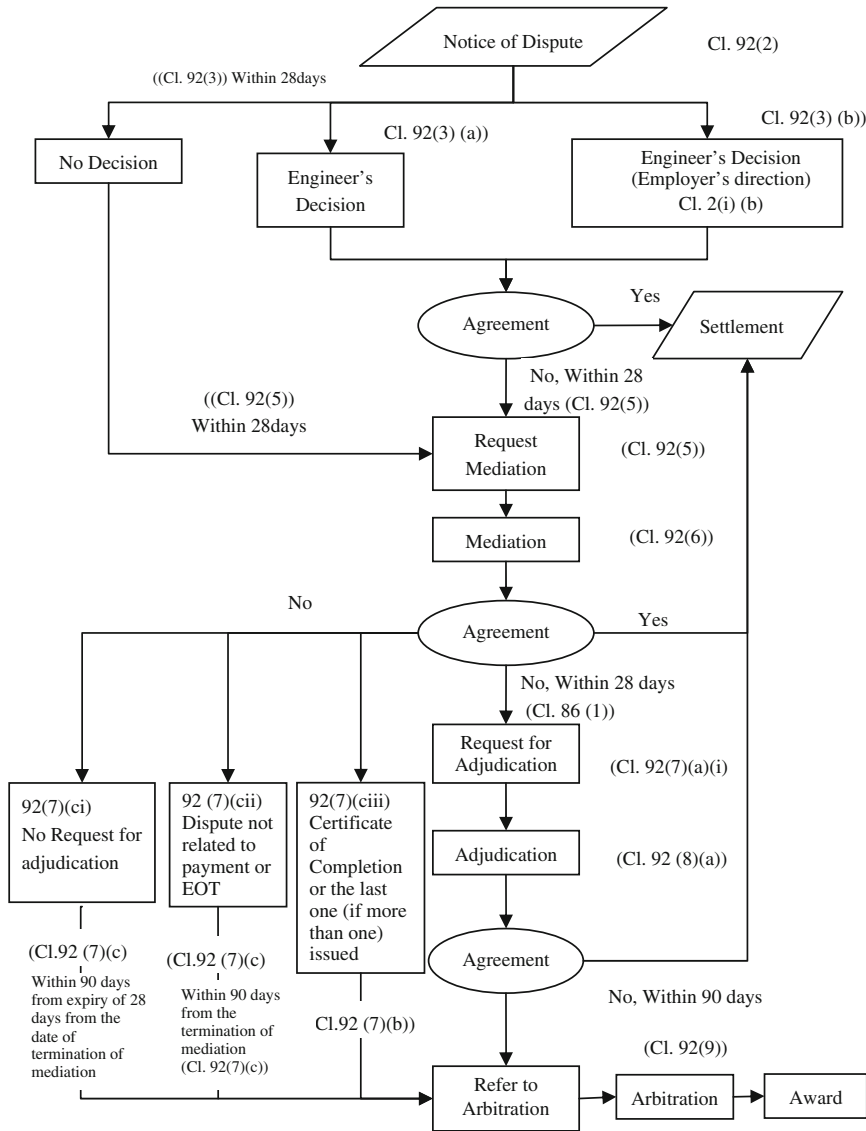 Notice of Dispute
Cl. 92(2)
((Cl. 92(3)) Within 28days
Cl. 92(3) (a))
Cl. 92(3) (b))
No Decision
Engineer's
Decision
Engineer's Decision
(Employer's direction)
Cl. 2(i) (b)
Agreement
Yes
Settlement
No, Within 28
days (Cl. 92(5))
((Cl. 92(5))
Within 28days
Request
Mediation
(Cl. 92(5))
Mediation
(Cl. 92(6))
No
Agreement
Yes
No, Within 28 days
(Cl. 86 (1))
Request for
Adjudication
(Cl. 92(7)(a)(i)
92(7)(ci)
No Request for
adjudication
92 (7)(cii)
Dispute not
related to
payment or
EOT
92(7)(ciii)
Certificate
of
Completion
or the last
one (if more
than one)
issued
Adjudication
(Cl. 92 (8)(a))
Agreement
(Cl.92 (7)(c)
Within 90 days
from expiry of 28
days from the
date of
termination of
mediation
(Cl.92 (7)(c)
Within 90 days
from the
termination of
mediation
(Cl. 92(7)(c))
Cl.92 (7)(b))
No, Within 90 days
(Cl. 92(9))
Refer to
Arbitration
Arbitration
Award